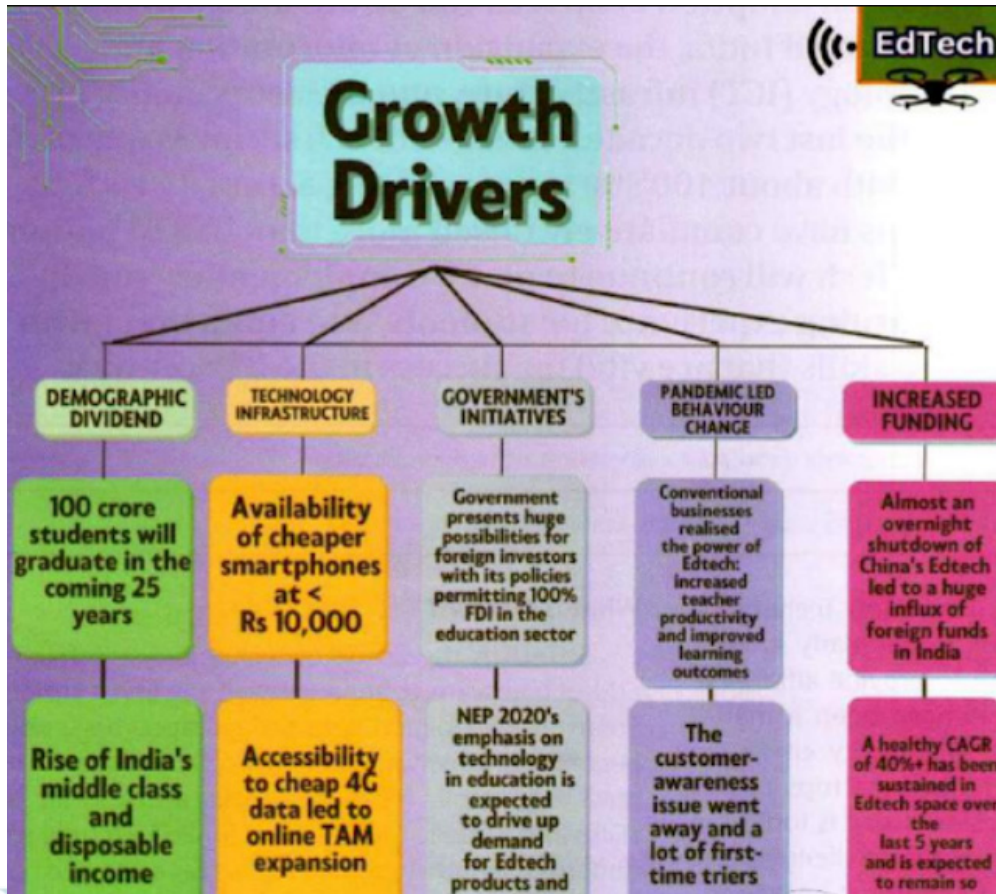 EdTech
Growth
Drivers
DEMOGRAPHIC
DIVIDEND
100 crore
students will
graduate in the
coming 25
years
Rise of India's
middle class
and
disposable
income
TECHNOLOGY
INFRASTRUCTURE
Availability
of cheaper
smartphones
at <
Rs 10,000
Accessibility
to cheap 4G
data led to
online TAM
expansion
GOVERNMENT'S
INITIATIVES
Government
presents huge
possibilities for
foreign investors
with its policies
permitting 100%
FDI in the
education sector
NEP 2020's
emphasis on
technology
in education is
expected
to drive up
demand
for Edtech
products and
PANDEMIC LED
BEHAVIOUR
CHANGE
Conventional
businesses
realised
the power of
Edtech:
increased
teacher
productivity
and improved
learning
outcomes
The
customer-
awareness
issue went
away and a
lot of first-
time triers
INCREASED
FUNDING
Almost an
overnight
shutdown of
China's Edtech
led to a huge
influx of
foreign funds
in India
A healthy CAGR
of 40%+ has been
sustained in
Edtech space over
the
last 5 years
and is expected
to remain so